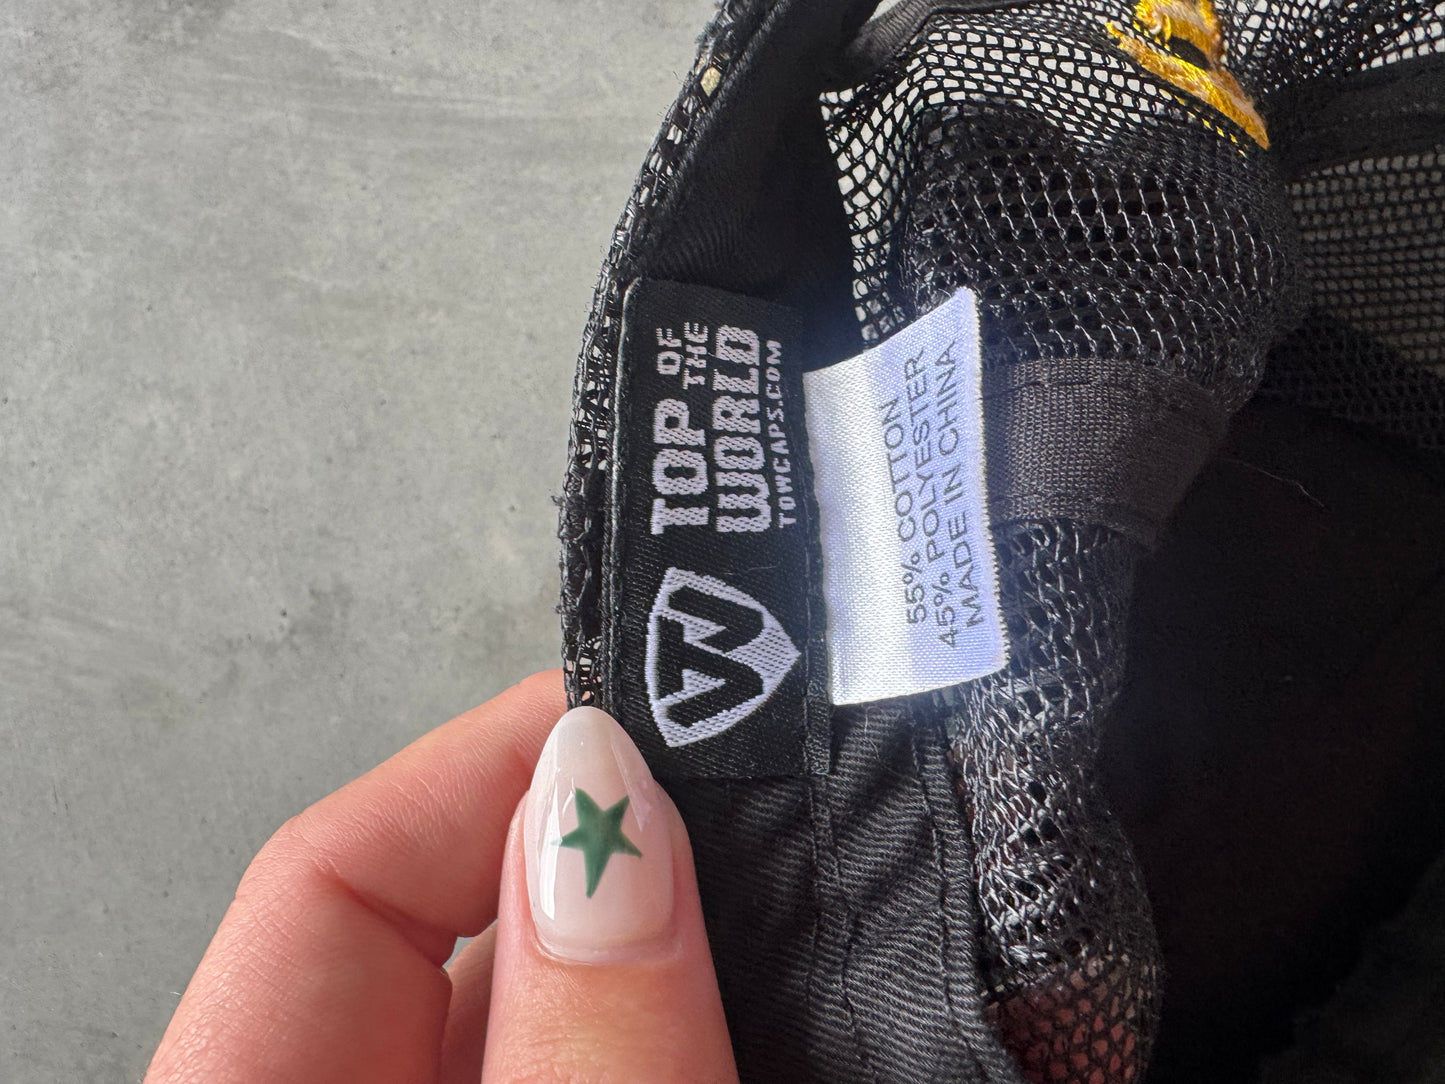 TOP OF
THE
WORLD
TOWCAPS.COM
55% COTTON
45% POLYESTER
MADE IN CHINA